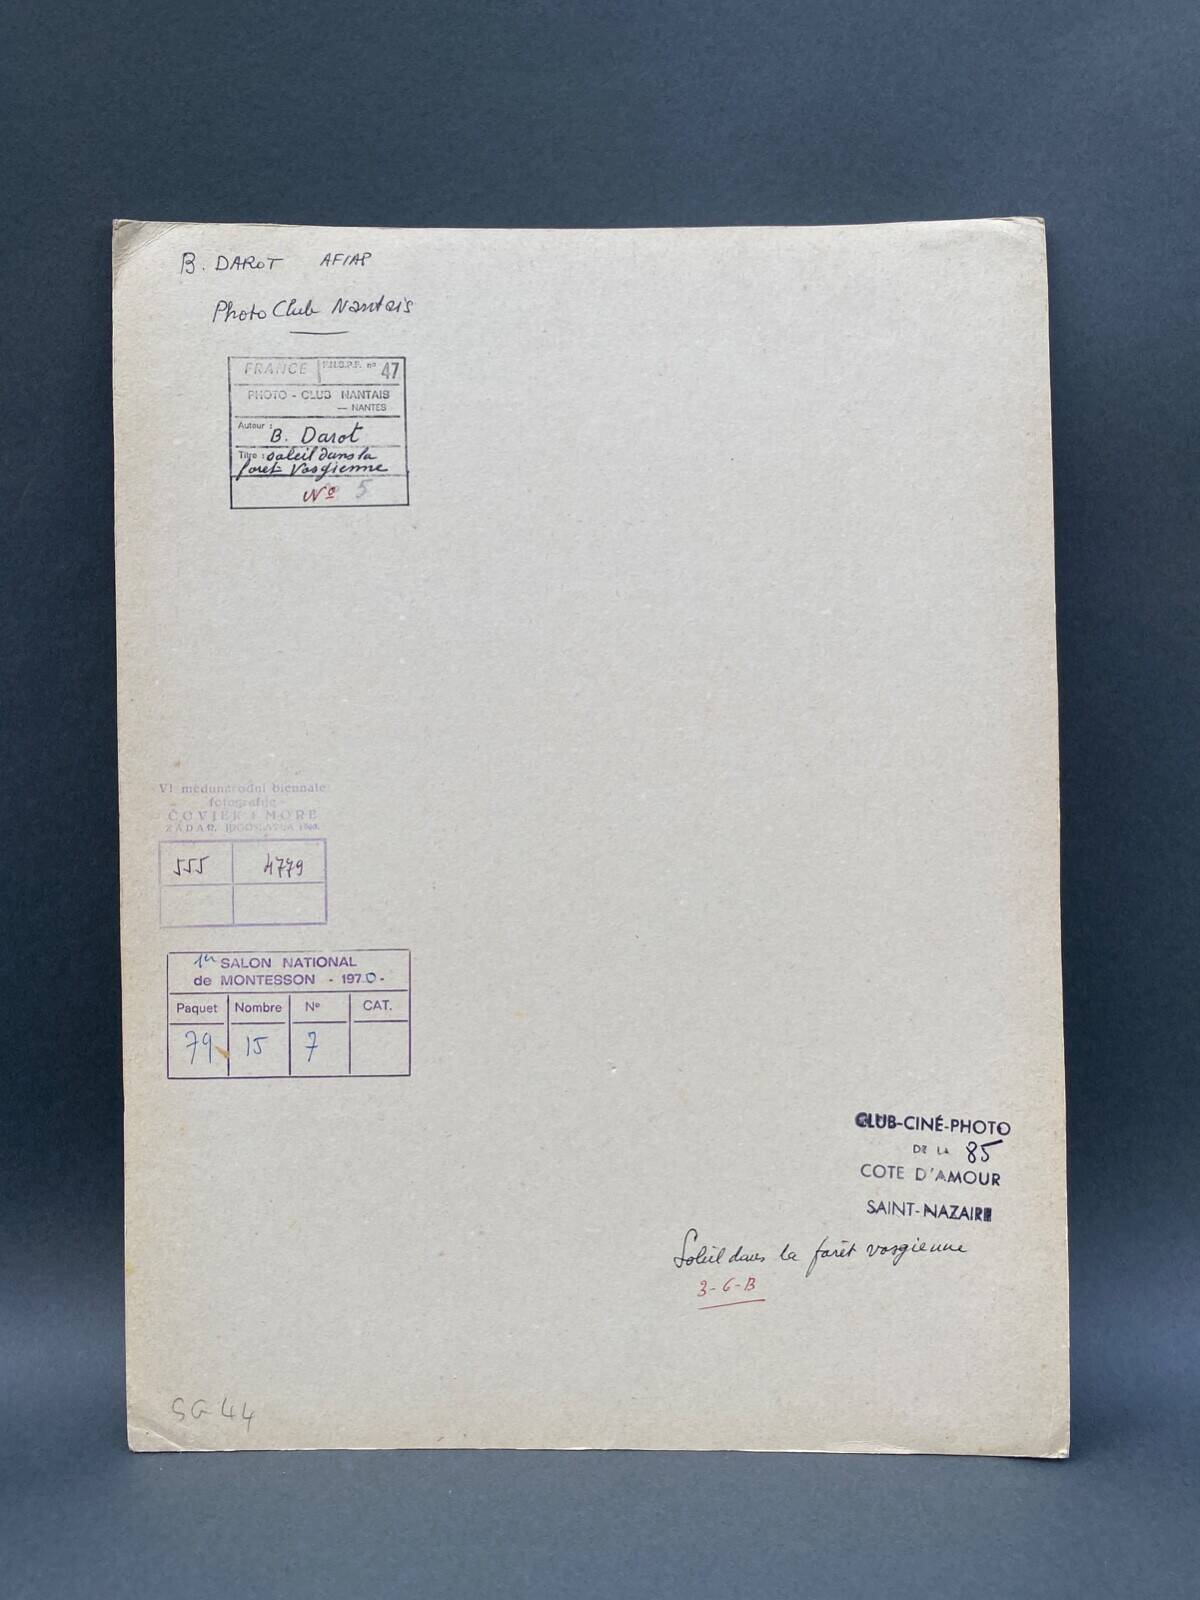 B. DAROT AFIAP
Photo Club Nantais
FRANCE F.N.S.P.F. nº 47
PHOTO - CLUB NANTAIS
— NANTES
Auteur : B. Darot
Titre : soleil dans la
foret Vosgienne
Nº 5
VI međunarodni biennale
fotografije
ČOVJEK I MORE
ZADAR, JUGOSLAVIJA
555 4779
1er SALON NATIONAL
de MONTESSON - 1970 -
Paquet Nombre Nº CAT.
79 15 7
CLUB-CINÉ-PHOTO
DE LA 85
COTE D'AMOUR
SAINT-NAZAIRE
Soleil dans la forêt vosgienne
3-6-B
SG 44